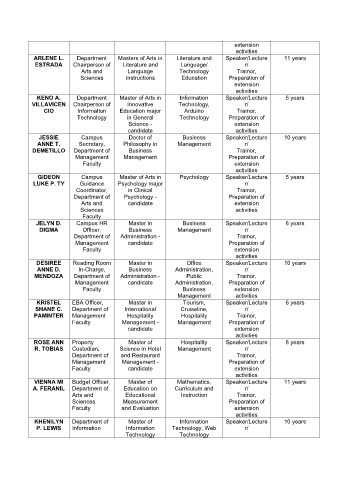 extension
activities
ARLENE L. ESTRADA | Department Chairperson of Arts and Sciences | Masters of Arts in Literature and Language Instructions | Literature and Language/ Technology Education | Speaker/Lecture r/ Trainor, Preparation of extension activities | 11 years
KENO A. VILLAVICEN CIO | Department Chairperson of Information Technology | Master of Arts in Innovative Education major in General Science - candidate | Information Technology, Arduino Technology | Speaker/Lecture r/ Trainor, Preparation of extension activities | 5 years
JESSIE ANNE T. DEMETILLO | Campus Secretary, Department of Management Faculty | Doctor of Philosophy in Business Management | Business Management | Speaker/Lecture r/ Trainor, Preparation of extension activities | 10 years
GIDEON LUKE P. TY | Campus Guidance Coordinator, Department of Arts and Sciences Faculty | Master of Arts in Psychology major in Clinical Psychology - candidate | Psychology | Speaker/Lecture r/ Trainor, Preparation of extension activities | 5 years
JELYN D. DIGMA | Campus HR Officer, Department of Management Faculty | Master in Business Administration - candidate | Business Management | Speaker/Lecture r/ Trainor, Preparation of extension activities | 6 years
DESIREE ANNE D. MENDOZA | Reading Room In-Charge, Department of Management Faculty | Master in Business Administration - candidate | Office Administration, Public Administration, Business Management | Speaker/Lecture r/ Trainor, Preparation of extension activities | 10 years
KRISTEL SHANE C. PAMINTER | EBA Officer, Department of Management Faculty | Master in International Hospitality Management - candidate | Tourism, Cruiseline, Hospitality Management | Speaker/Lecture r/ Trainor, Preparation of extension activities | 6 years
ROSE ANN R. TOBIAS | Property Custodian, Department of Management Faculty | Master of Science in Hotel and Restaurant Management - candidate | Hospitality Management | Speaker/Lecture r/ Trainor, Preparation of extension activities | 6 years
VIENNA MI A. FERANIL | Budget Officer, Department of Arts and Sciences Faculty | Master of Education on Educational Measurement and Evaluation | Mathematics, Curriculum and Instruction | Speaker/Lecture r/ Trainor, Preparation of extension activities | 11 years
KHENILYN P. LEWIS | Department of Information | Master of Information Technology | Information Technology, Web Technology | Speaker/Lecture r/ | 10 years